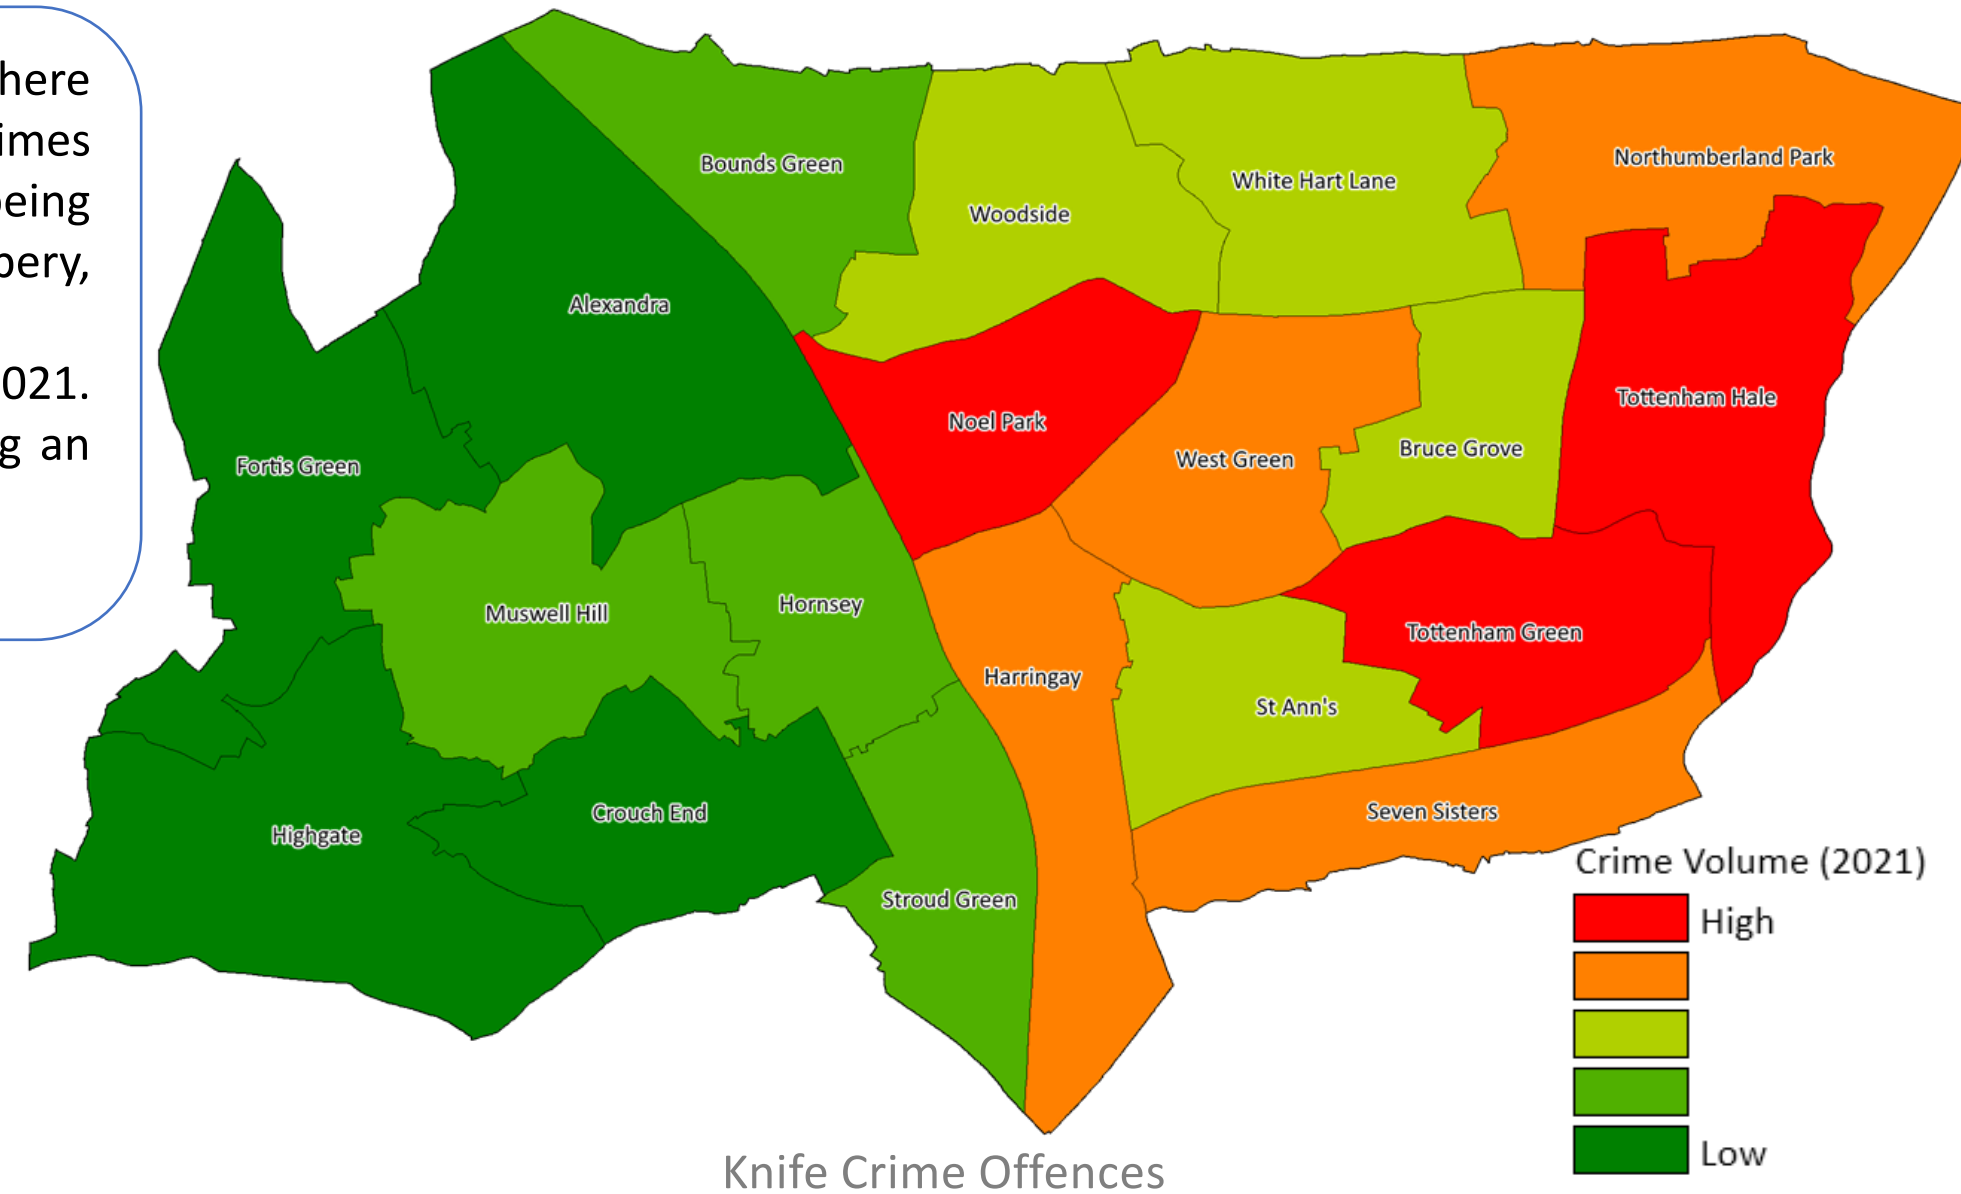 here
imes
being
bery,
021.
g an
Bounds Green
Woodside
White Hart Lane
Northumberland Park
Alexandra
Noel Park
Tottenham Hale
Fortis Green
West Green
Bruce Grove
Muswell Hill
Hornsey
Tottenham Green
Harringay
St Ann's
Highgate
Crouch End
Seven Sisters
Stroud Green
Crime Volume (2021)
High
Low
Knife Crime Offences